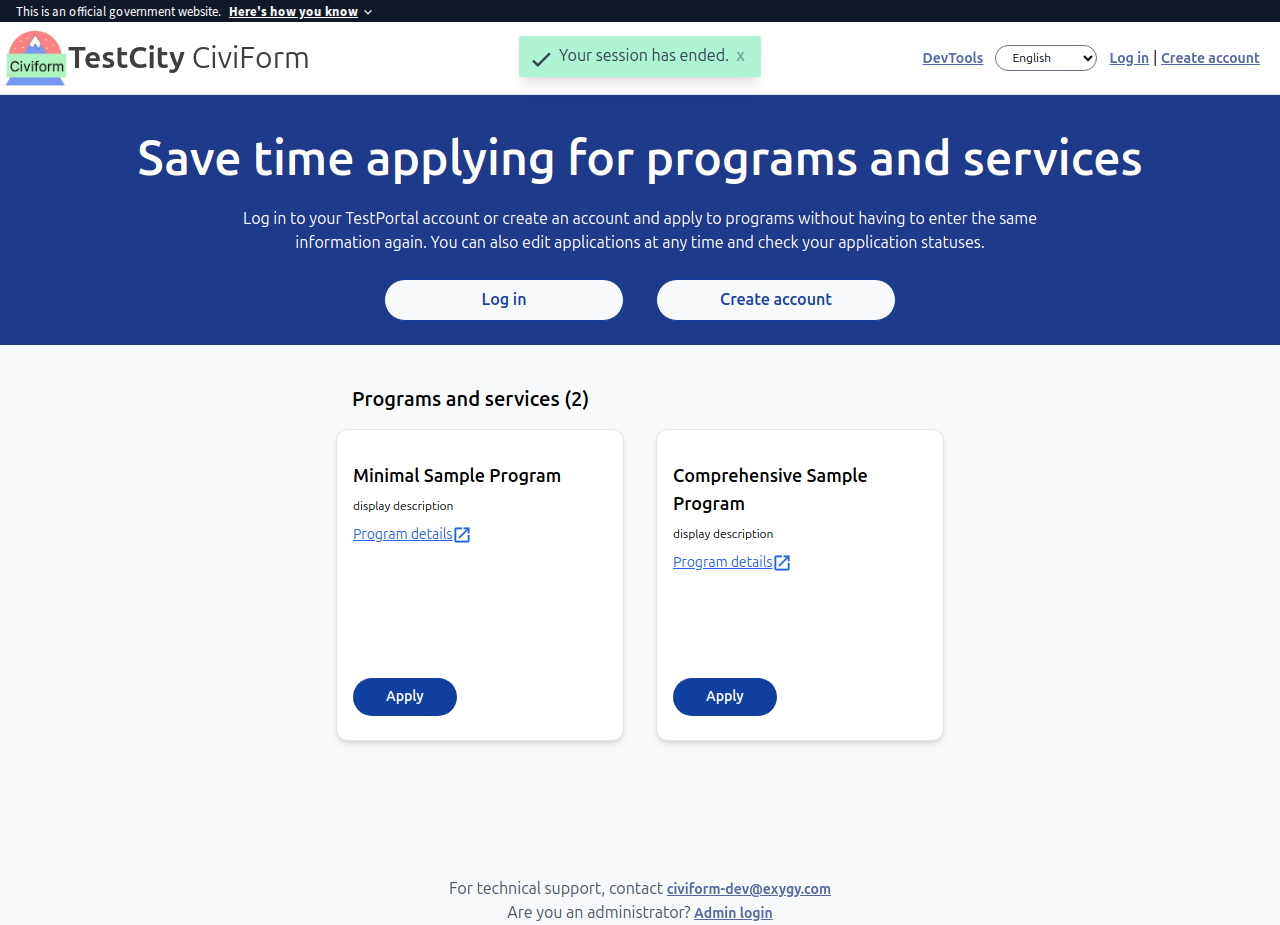 This is an official government website. Here's how you know
Civiform
TestCity CiviForm
Your session has ended. x
DevTools
English
Log in | Create account
Save time applying for programs and services
Log in to your TestPortal account or create an account and apply to programs without having to enter the same
information again. You can also edit applications at any time and check your application statuses.
Log in
Create account
Programs and services (2)
Minimal Sample Program
display description
Program details
Apply
Comprehensive Sample
Program
display description
Program details
Apply
For technical support, contact civiform-dev@exygy.com
Are you an administrator? Admin login